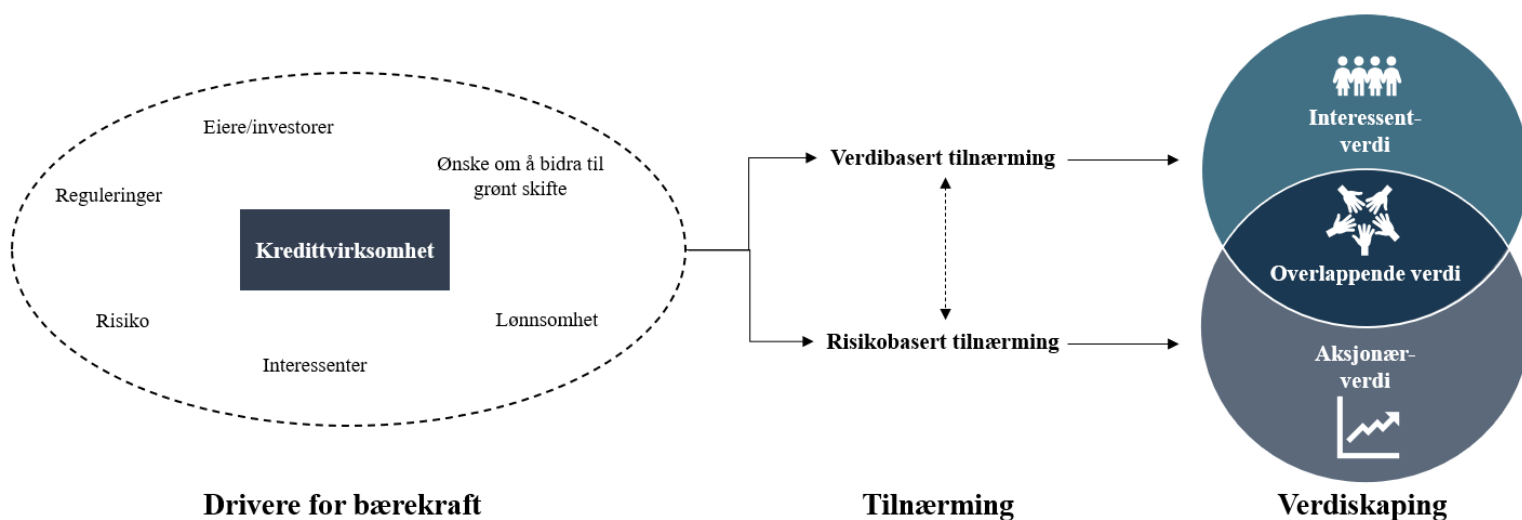 Eiere/investorer
Ønske om å bidra til
grønt skifte
Reguleringer
Kredittvirksomhet
Risiko
Lønnsomhet
Interessenter
Drivere for bærekraft
Verdibasert tilnærming
Risikobasert tilnærming
Tilnærming
Interessent-
verdi
Overlappende verdi
Aksjonær-
verdi
Verdiskaping